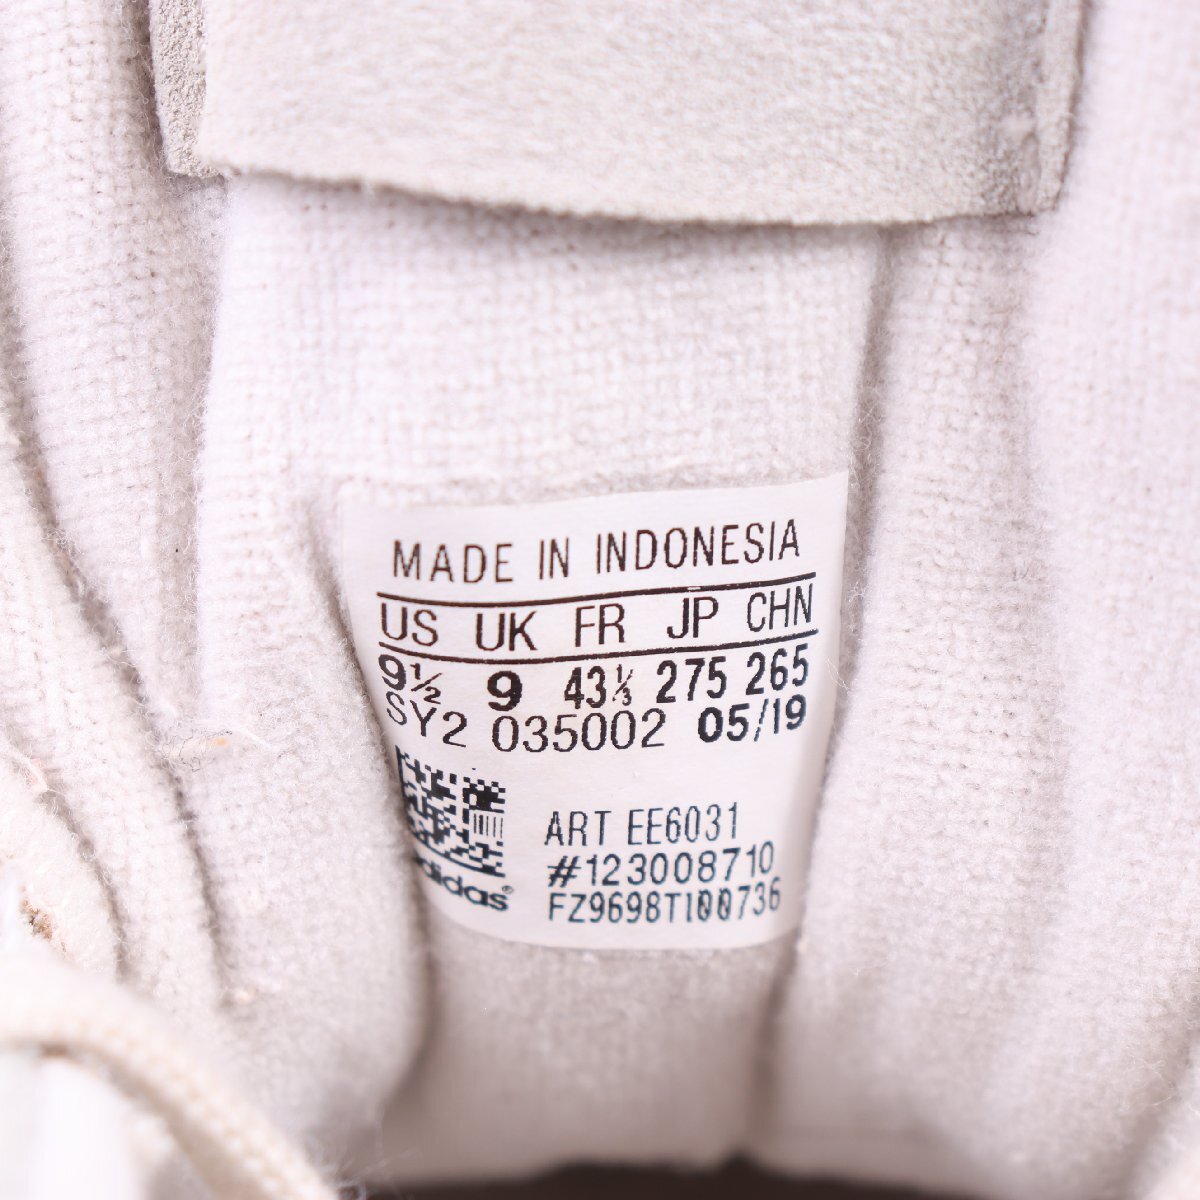 MADE IN INDONESIA
US UK FR JP CHN
9½ 9 43⅓ 275 265
SY2 035002 05/19
ART EE6031
#123008710
FZ9698T100736
adidas®